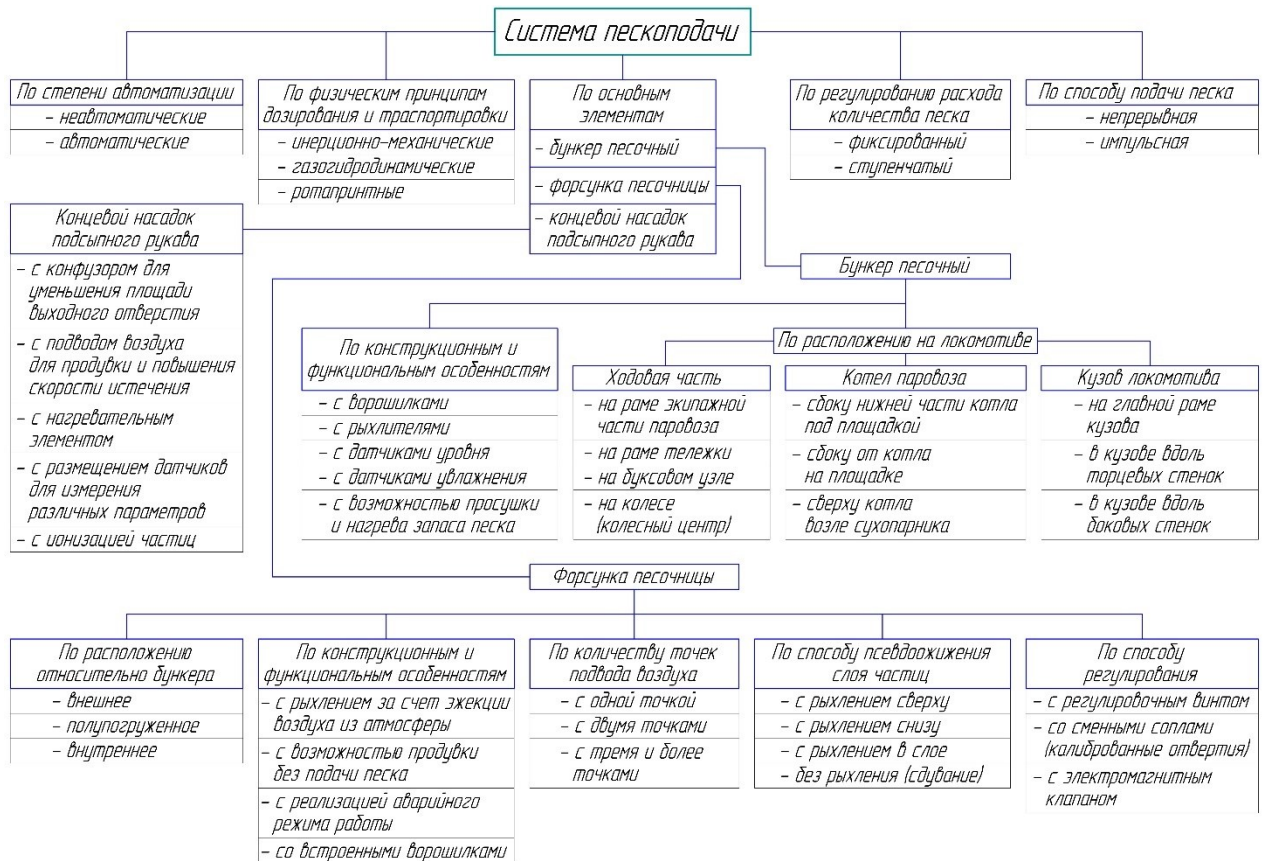 Система пескоподачи
По степени автоматизации
- неавтоматические
- автоматические
По физическим принципам
дозирования и траспортировки
- инерционно-механические
- газогидродинамические
- ротапринтные
По основным
элементам
- бункер песочный
- форсунка песочницы
- концевой насадок
подсыпного рукава
По регулированию расхода
количества песка
- фиксированный
- ступенчатый
По способу подачи песка
- непрерывная
- импульсная
Концевой насадок
подсыпного рукава
- с конфузором для
уменьшения площади
выходного отверстия
- с подводом воздуха
для продувки и повышения
скорости истечения
- с нагревательным
элементом
- с размещением датчиков
для измерения
различных параметров
- с ионизацией частиц
Бункер песочный
По конструкционным и
функциональным особенностям
- с ворошилками
- с рыхлителями
- с датчиками уровня
- с датчиками увлажнения
- с возможностью просушки
и нагрева запаса песка
По расположению на локомотиве
Ходовая часть
- на раме экипажной
части паровоза
- на раме тележки
- на буксовом узле
- на колесе
(колесный центр)
Котел паровоза
- сбоку нижней части котла
под площадкой
- сбоку от котла
на площадке
- сверху котла
возле сухопарника
Кузов локомотива
- на главной раме
кузова
- в кузове вдоль
торцевых стенок
- в кузове вдоль
боковых стенок
Форсунка песочницы
По расположению
относительно бункера
- внешнее
- полупогруженное
- внутреннее
По конструкционным и
функциональным особенностям
- с рыхлением за счет эжекции
воздуха из атмосферы
- с возможностью продувки
без подачи песка
- с реализацией аварийного
режима работы
- со встроенными ворошилками
По количеству точек
подвода воздуха
- с одной точкой
- с двумя точками
- с тремя и более
точками
По способу псевдоожижения
слоя частиц
- с рыхлением сверху
- с рыхлением снизу
- с рыхлением в слое
- без рыхления (сдувание)
По способу
регулирования
- с регулировочным винтом
- со сменными соплами
(калиброванные отвертия)
- с электромагнитным
клапаном